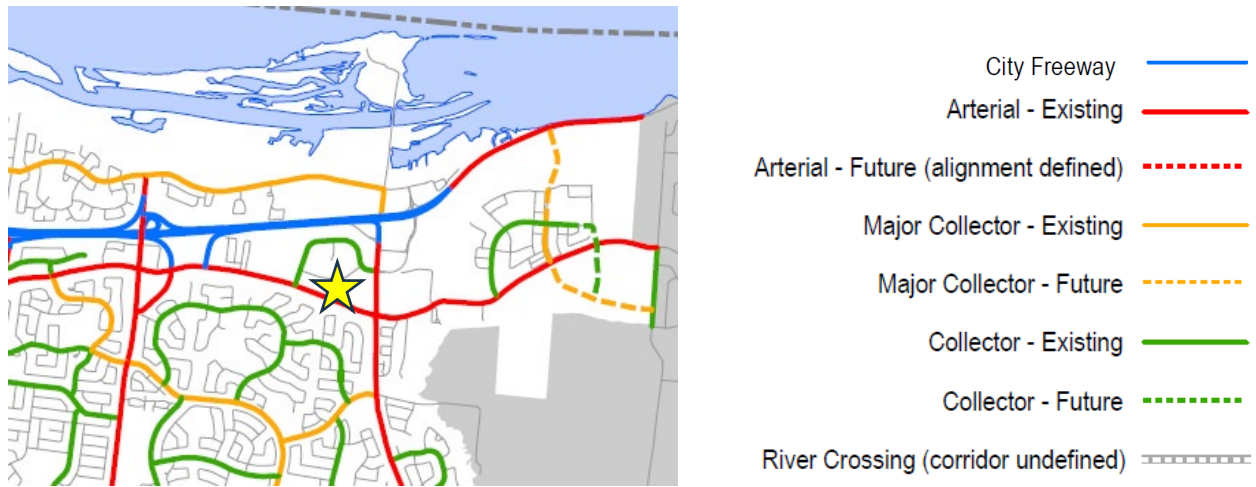 City Freeway
Arterial - Existing
Arterial - Future (alignment defined)
Major Collector - Existing
Major Collector - Future
Collector - Existing
Collector - Future
River Crossing (corridor undefined)